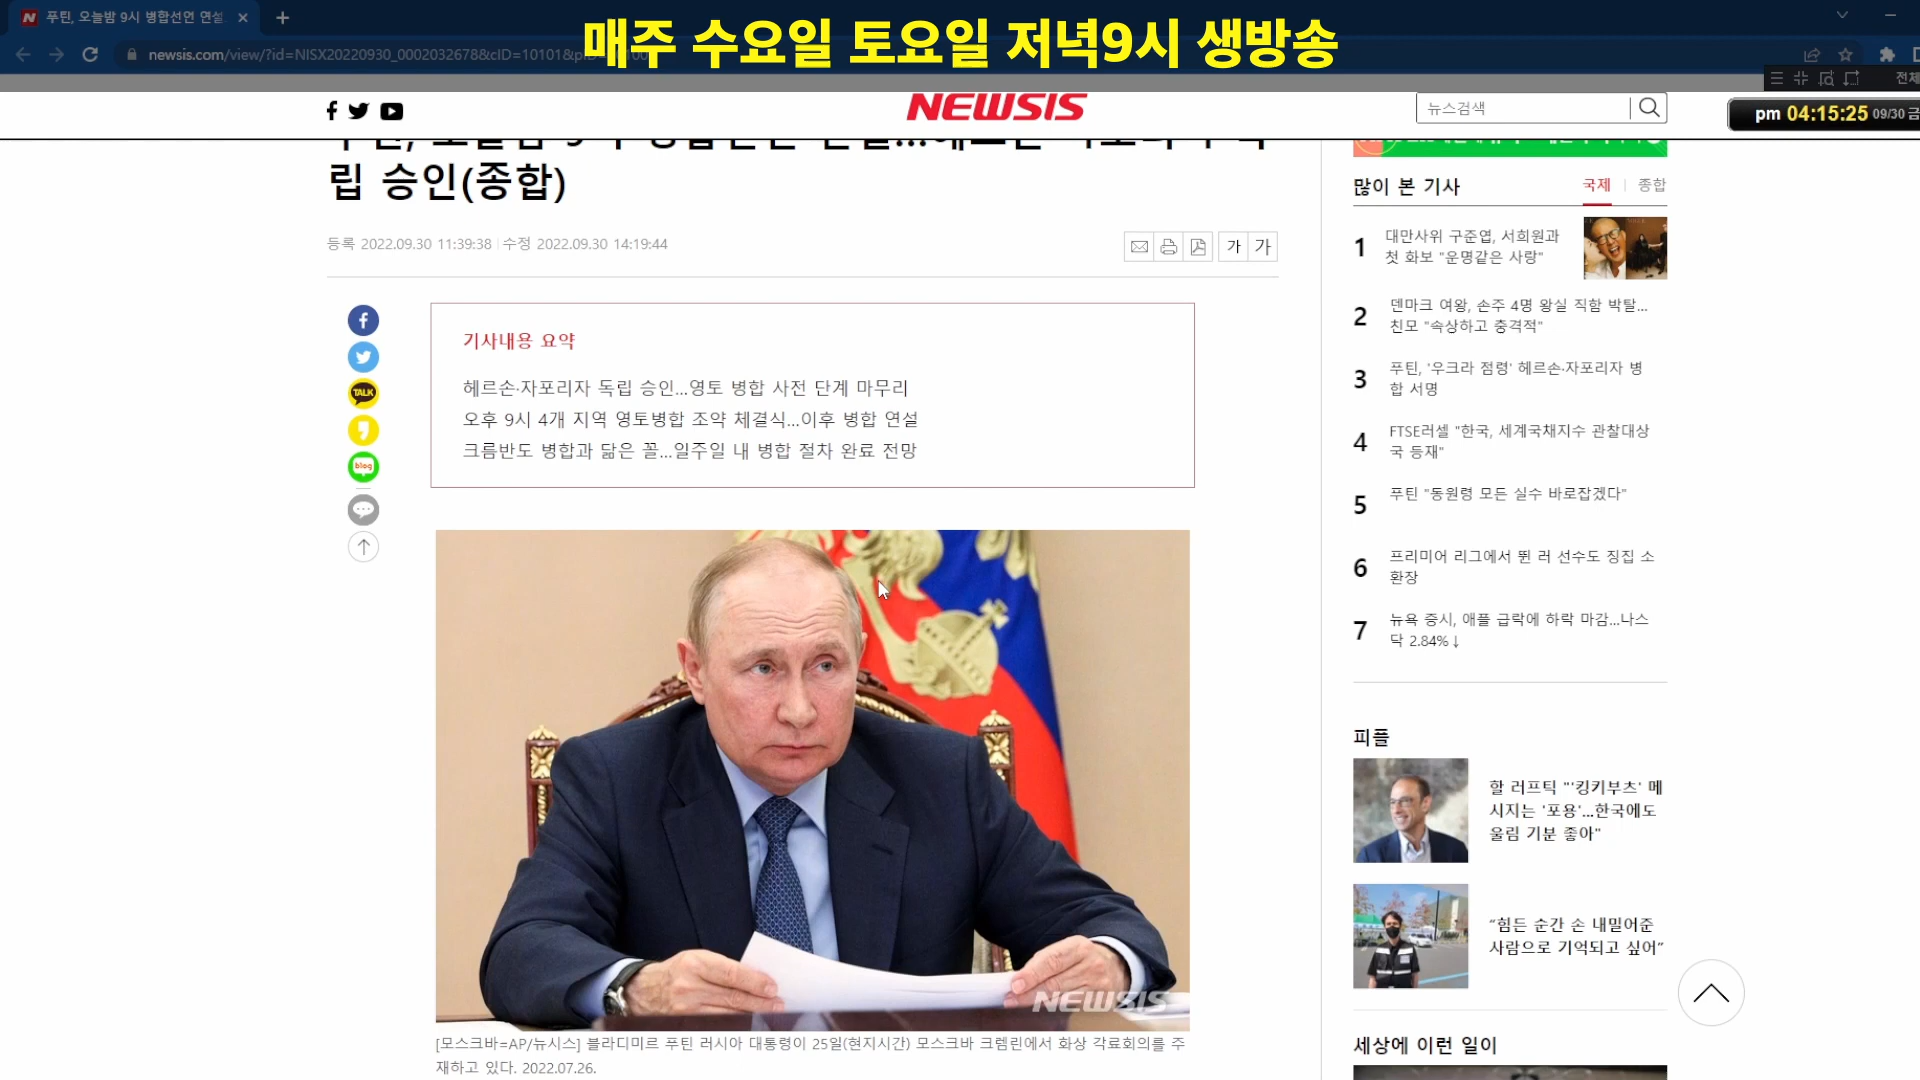 푸틴, 오늘밤 9시 병합선언 연설
매주 수요일 토요일 저녁9시 생방송
newsis.com/view/?id=NISX20220930_0002032678&cID=10101&
전체
NEWSIS
뉴스검색
pm 04:15:25 09/30 금
립 승인(종합)
등록 2022.09.30 11:39:38 수정 2022.09.30 14:19:44
가 가
기사내용 요약
헤르손·자포리자 독립 승인...영토 병합 사전 단계 마무리
오후 9시 4개 지역 영토병합 조약 체결식...이후 병합 연설
크름반도 병합과 닮은 꼴...일주일 내 병합 절차 완료 전망
TALK
blog
NEWSIS
[모스크바=AP/뉴시스] 블라디미르 푸틴 러시아 대통령이 25일(현지시간) 모스크바 크렘린에서 화상 각료회의를 주
재하고 있다. 2022.07.26.
많이 본 기사
국제 종합
1 대만사위 구준엽, 서희원과
첫 화보 "운명같은 사랑"
2 덴마크 여왕, 손주 4명 왕실 직함 박탈...
친모 "속상하고 충격적"
3 푸틴, '우크라 점령' 헤르손·자포리자 병
합 서명
4 FTSE러셀 "한국, 세계국채지수 관찰대상
국 등재"
5 푸틴 "동원령 모든 실수 바로잡겠다"
6 프리미어 리그에서 뛴 러 선수도 징집 소
환장
7 뉴욕 증시, 애플 급락에 하락 마감...나스
닥 2.84%↓
피플
할 러프틱 "'킹키부츠' 메
시지는 '포용'...한국에도
울림 기분 좋아"
“힘든 순간 손 내밀어준
사람으로 기억되고 싶어”
세상에 이런 일이